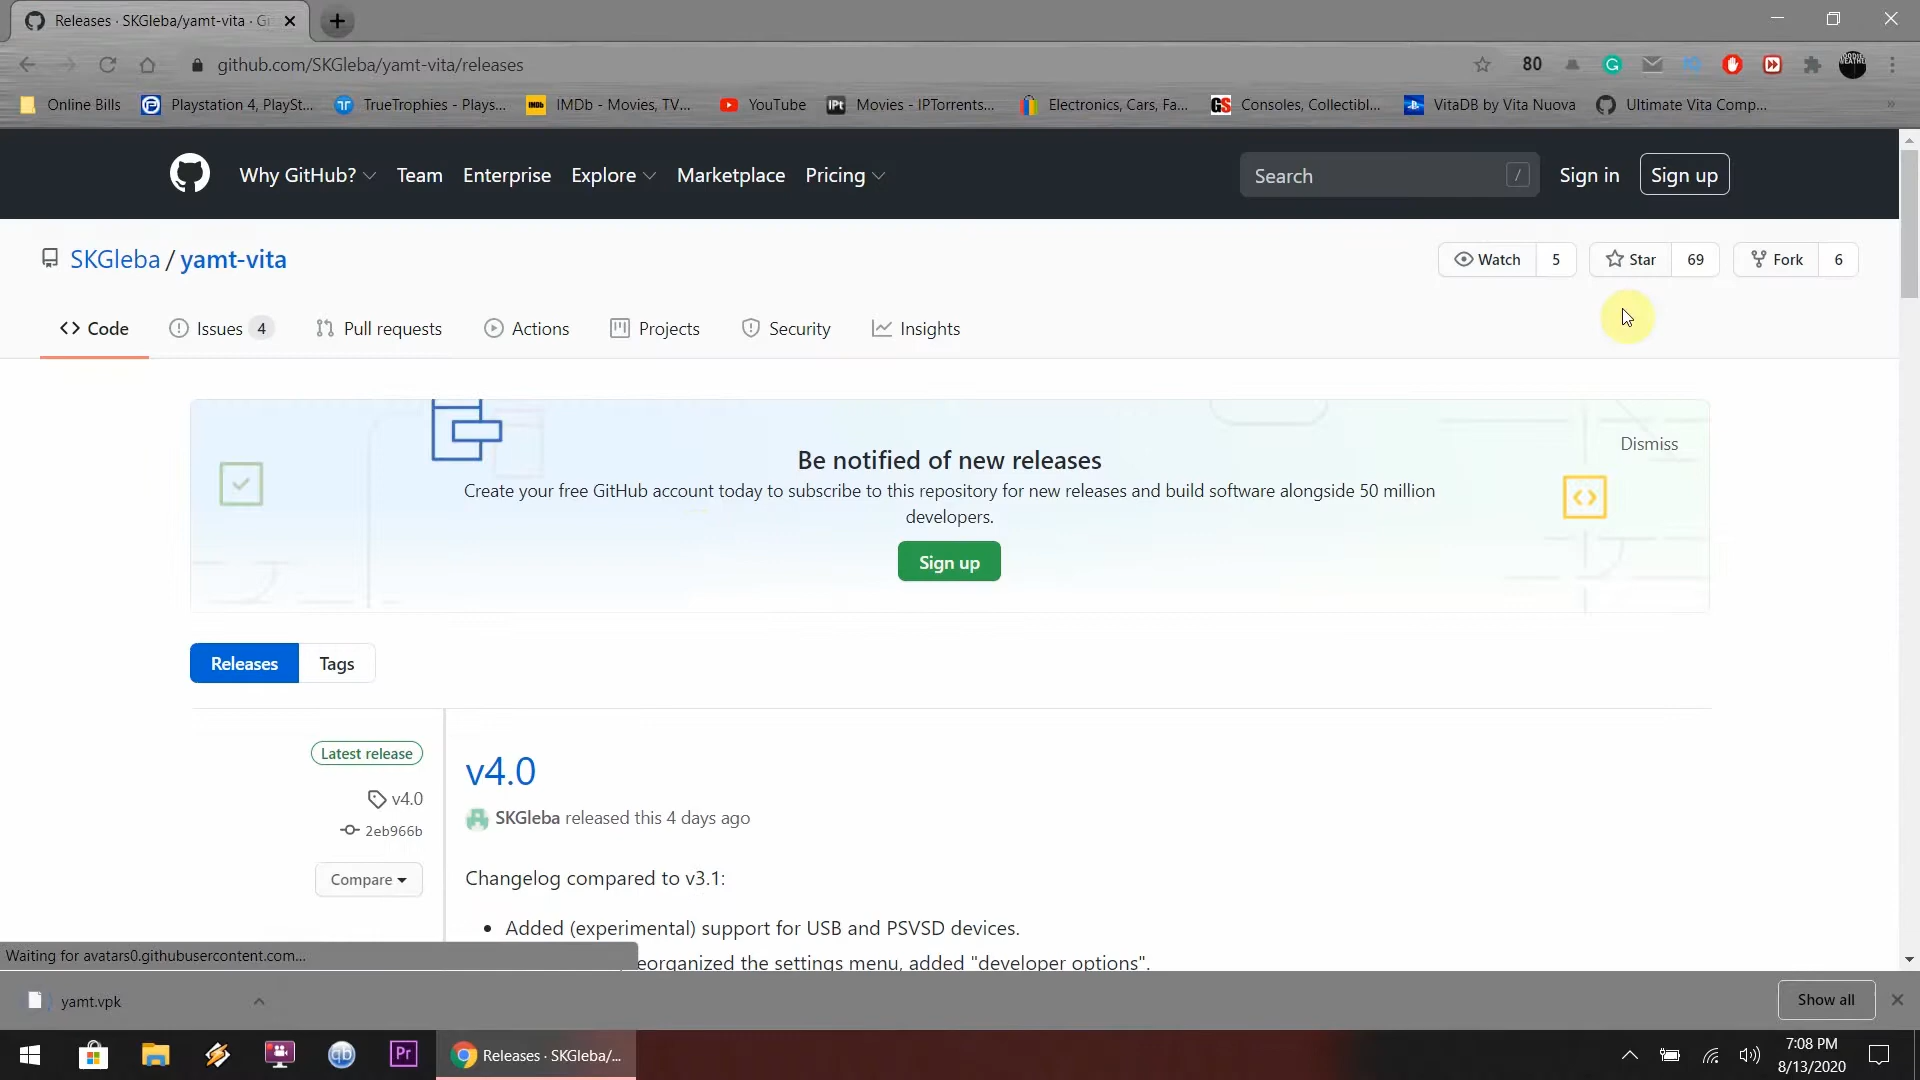 Releases · SKGleba/yamt-vita · G
github.com/SKGleba/yamt-vita/releases
80
Online Bills
Playstation 4, PlaySt...
TrueTrophies - Plays...
IMDb - Movies, TV...
YouTube
Movies - IPTorrents...
Electronics, Cars, Fa...
Consoles, Collectibl...
VitaDB by Vita Nuova
Ultimate Vita Comp...
Why GitHub?
Team
Enterprise
Explore
Marketplace
Pricing
Search
/
Sign in
Sign up
SKGleba / yamt-vita
Watch 5
Star 69
Fork 6
Code
Issues 4
Pull requests
Actions
Projects
Security
Insights
Be notified of new releases
Dismiss
Create your free GitHub account today to subscribe to this repository for new releases and build software alongside 50 million
developers.
Sign up
Releases
Tags
Latest release
v4.0
2eb966b
Compare
v4.0
SKGleba released this 4 days ago
Changelog compared to v3.1:
Added (experimental) support for USB and PSVSD devices.
eorganized the settings menu, added "developer options".
Waiting for avatars0.githubusercontent.com...
yamt.vpk
Show all
Releases · SKGleba/...
7:08 PM
8/13/2020